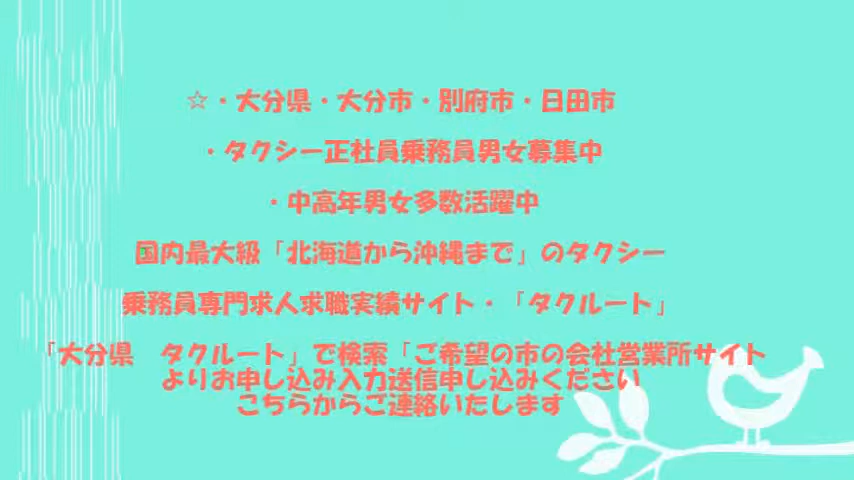 ☆・大分県・大分市・別府市・日田市
・タクシー正社員乗務員男女募集中
・中高年男女多数活躍中
国内最大級「北海道から沖縄まで」のタクシー
乗務員専門求人求職実績サイト・「タクルート」
「大分県　タクルート」で検索「ご希望の市の会社営業所サイト
よりお申し込み入力送信申し込みください
こちらからご連絡いたします